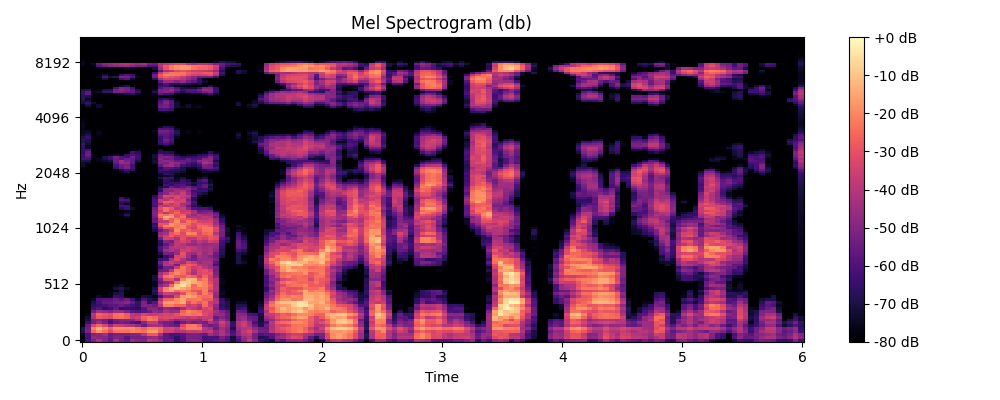 Mel Spectrogram (db)
8192
4096
2048
1024
512
0
Hz
0 1 2 3 4 5 6
Time
+0 dB
-10 dB
-20 dB
-30 dB
-40 dB
-50 dB
-60 dB
-70 dB
-80 dB